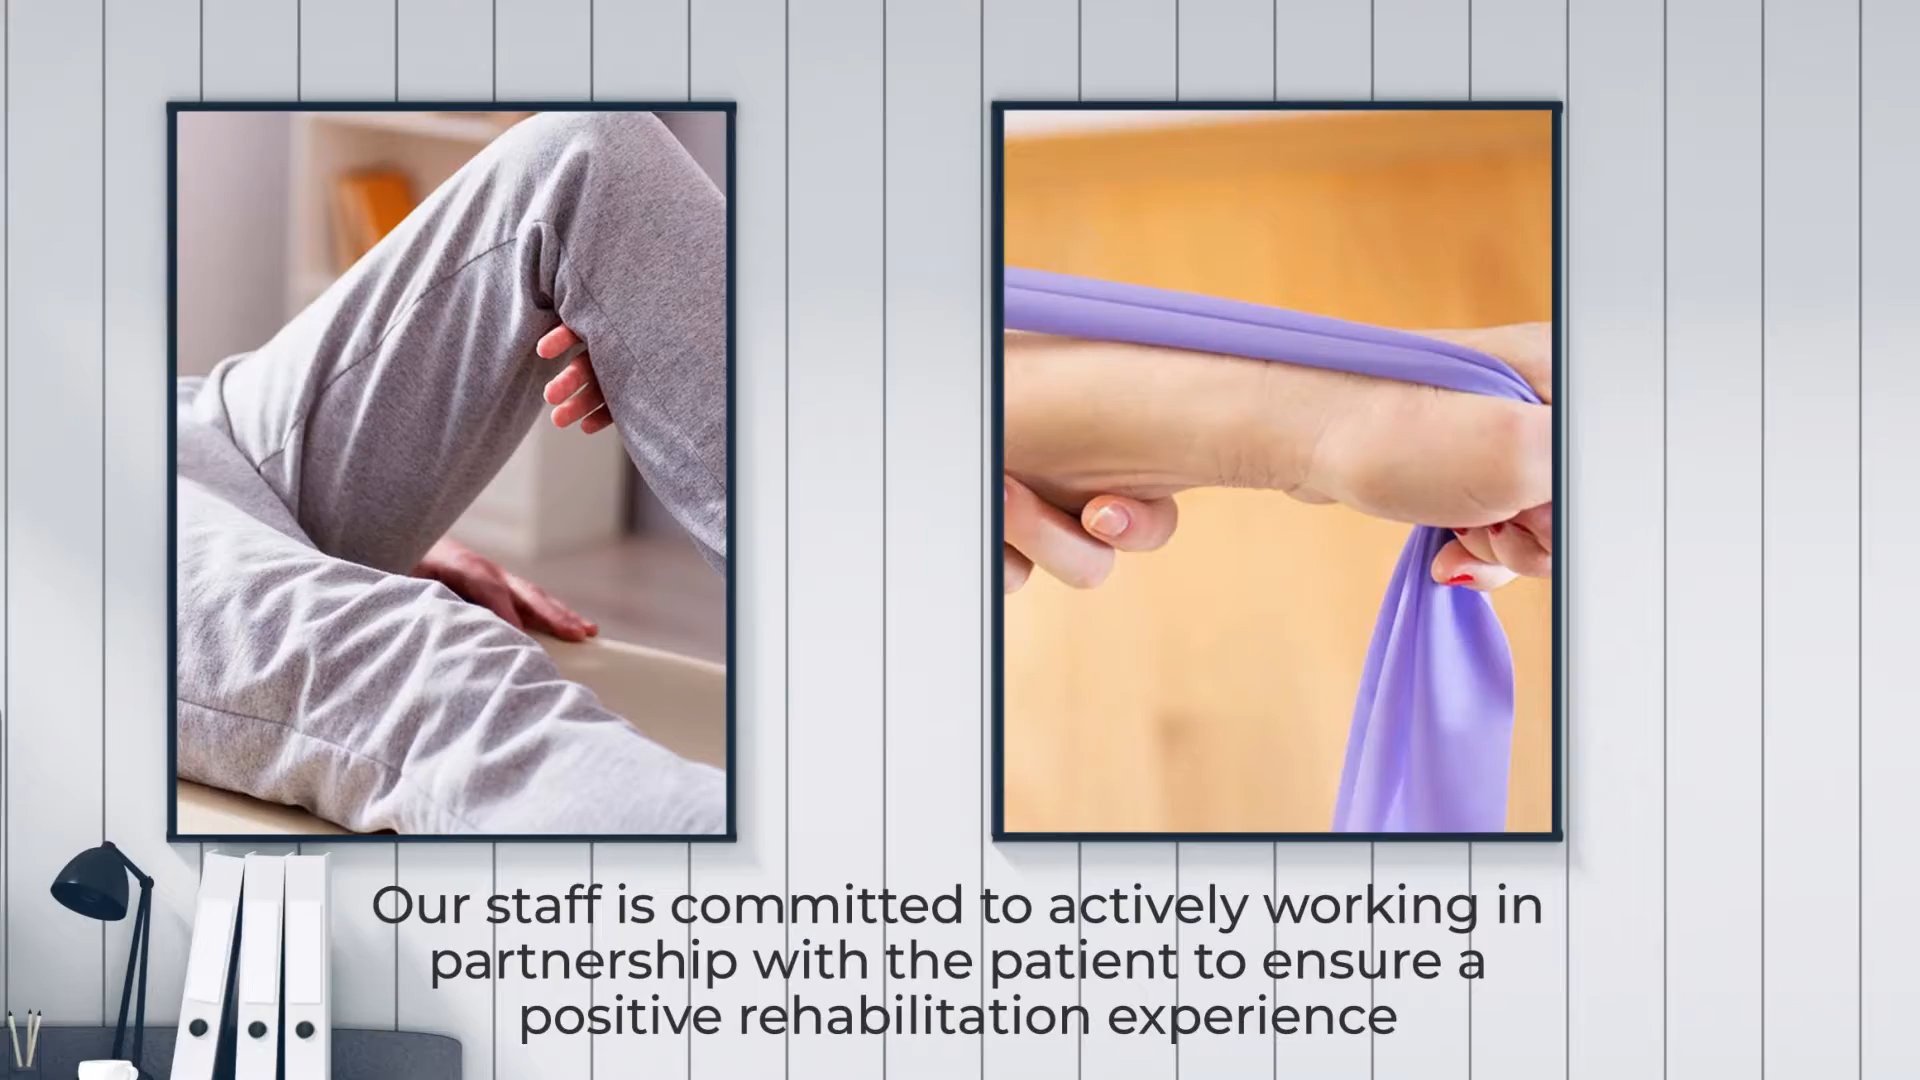 Our staff is committed to actively working in
partnership with the patient to ensure a
positive rehabilitation experience